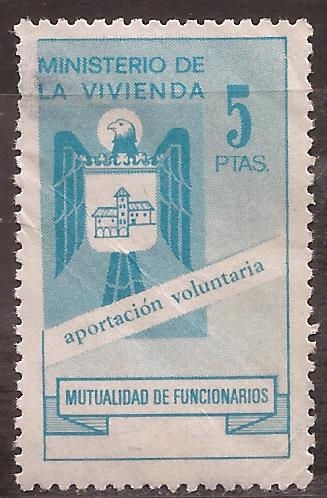 MINISTERIO DE
LA VIVIENDA
5
PTAS.
aportación voluntaria
MUTUALIDAD DE FUNCIONARIOS